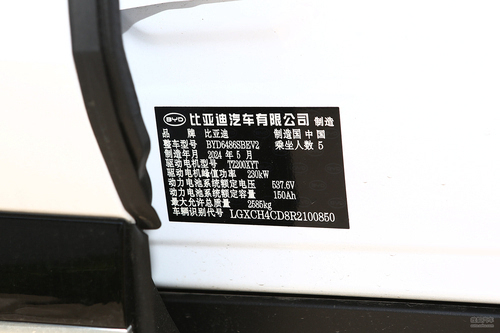 BYD 比亚迪汽车有限公司 制造
品牌 比亚迪 制造国 中国
整车型号 BYD6486SBEV2 乘坐人数 5
制造年月 2024 年 5 月
驱动电机型号 TZ200XYT
驱动电机峰值功率 230kW
动力电池系统额定电压 537.6V
动力电池系统额定容量 150Ah
最大允许总质量 2585kg
车辆识别代号 LGXCH4CD8R2100850